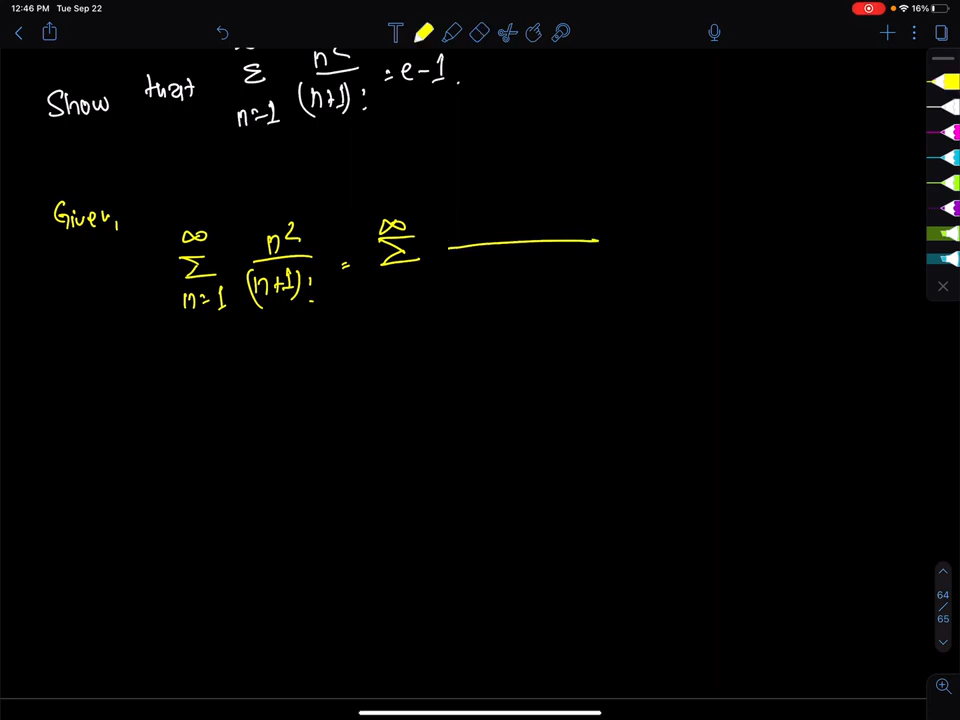 12:46 PM Tue Sep 22
16%
T
Show that ∞ Σ n=1 n² / (n+1)! = e-1.
Given,
∞ Σ n=1 n² / (n+1)! = ∞ Σ
64
/
65